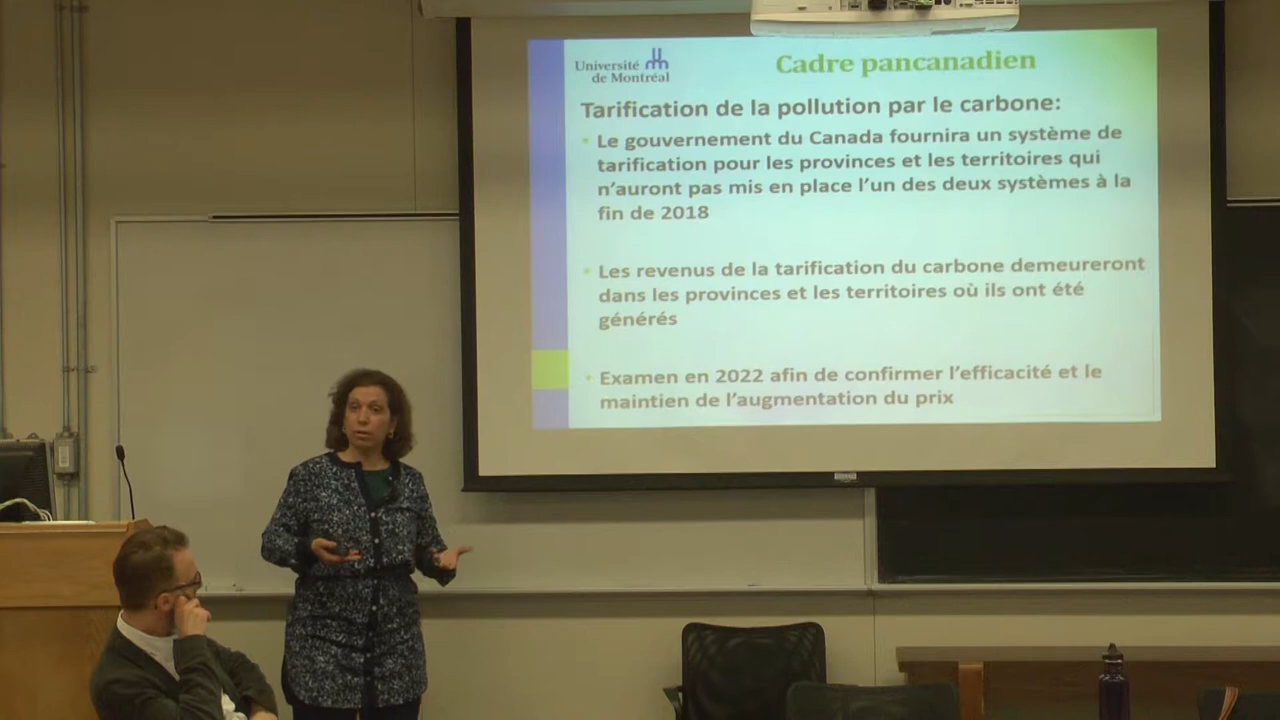 Université
de Montréal
Cadre pancanadien
Tarification de la pollution par le carbone:
Le gouvernement du Canada fournira un système de
tarification pour les provinces et les territoires qui
n'auront pas mis en place l'un des deux systèmes à la
fin de 2018
Les revenus de la tarification du carbone demeureront
dans les provinces et les territoires où ils ont été
générés
Examen en 2022 afin de confirmer l'efficacité et le
maintien de l'augmentation du prix